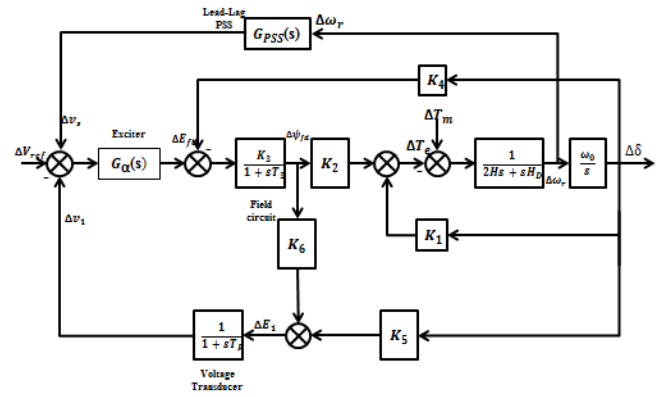 Lead-Lag
PSS
G_PSS(s)
Δω_r
K_4
Δv_s
ΔT_m
Exciter
ΔV_ref
ΔE_fd
Δψ_fd
G_α(s)
K_3
1 + sT_3
K_2
ΔT_e
1
2Hs + sH_D
Δω_r
ω_0
s
Δδ
Δv_1
Field
circuit
K_1
K_6
1
1 + sT_R
ΔE_1
K_5
Voltage
Transducer